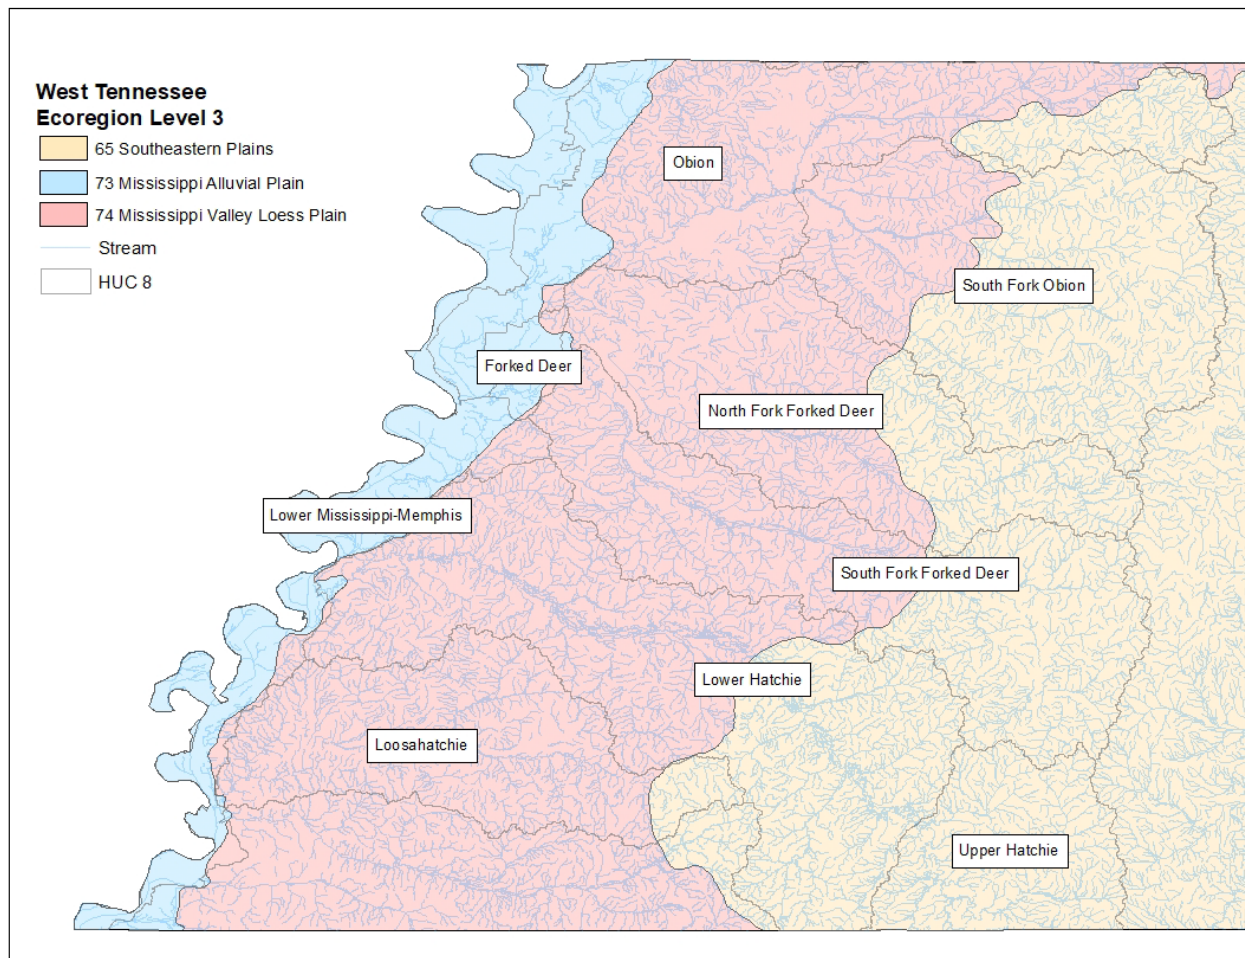 West Tennessee
Ecoregion Level 3
65 Southeastern Plains
73 Mississippi Alluvial Plain
74 Mississippi Valley Loess Plain
Stream
HUC 8
Obion
South Fork Obion
Forked Deer
North Fork Forked Deer
Lower Mississippi-Memphis
South Fork Forked Deer
Lower Hatchie
Loosahatchie
Upper Hatchie